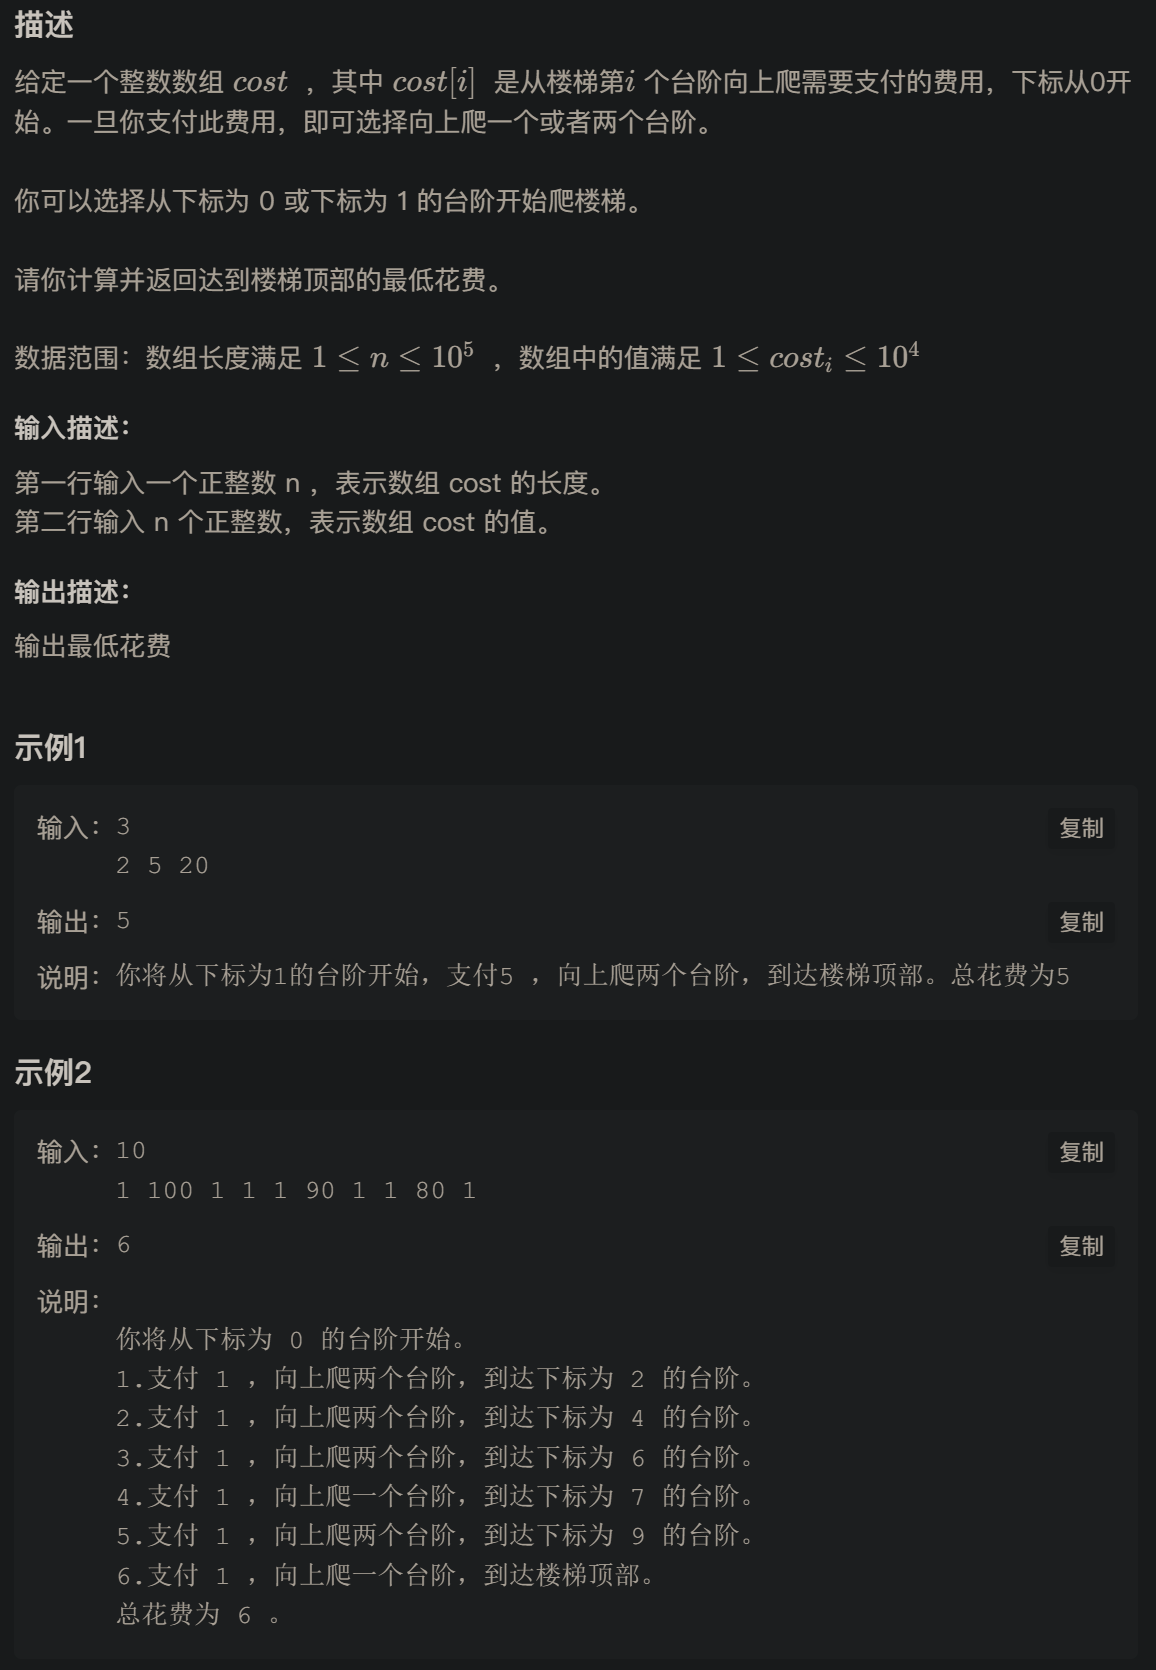 描述
给定一个整数数组 cost ，其中 cost[i] 是从楼梯第i 个台阶向上爬需要支付的费用，下标从0开
始。一旦你支付此费用，即可选择向上爬一个或者两个台阶。
你可以选择从下标为 0 或下标为 1 的台阶开始爬楼梯。
请你计算并返回达到楼梯顶部的最低花费。
数据范围：数组长度满足 1 ≤ n ≤ 10⁵ ，数组中的值满足 1 ≤ costᵢ ≤ 10⁴
输入描述：
第一行输入一个正整数 n ，表示数组 cost 的长度。
第二行输入 n 个正整数，表示数组 cost 的值。
输出描述：
输出最低花费
示例1
输入：3
复制
2 5 20
输出：5
复制
说明：你将从下标为1的台阶开始，支付5 ，向上爬两个台阶，到达楼梯顶部。总花费为5
示例2
输入：10
复制
1 100 1 1 1 90 1 1 80 1
输出：6
复制
说明：
你将从下标为 0 的台阶开始。
1.支付 1 ，向上爬两个台阶，到达下标为 2 的台阶。
2.支付 1 ，向上爬两个台阶，到达下标为 4 的台阶。
3.支付 1 ，向上爬两个台阶，到达下标为 6 的台阶。
4.支付 1 ，向上爬一个台阶，到达下标为 7 的台阶。
5.支付 1 ，向上爬两个台阶，到达下标为 9 的台阶。
6.支付 1 ，向上爬一个台阶，到达楼梯顶部。
总花费为 6 。